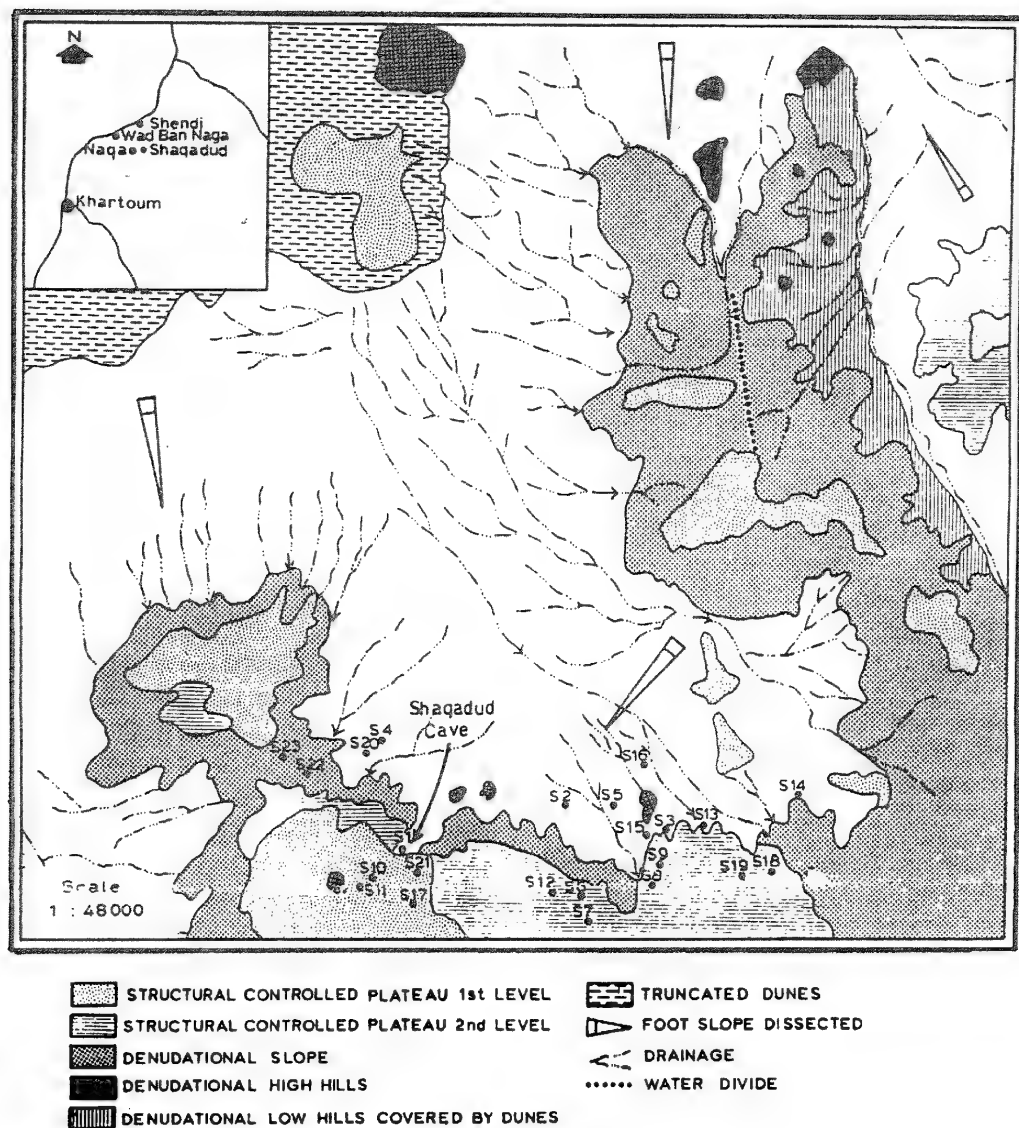 N
Shendi
Wad Ban Naga
Naqa Shaqadud
Khartoum
Shaqadud
Cave
S4
S20
S23
S22
S16
S2
S5
S14
S15
S3
S13
S1
S21
S10
S11
S17
S9
S6
S12
S7
S19
S18
Scale
1 : 48000
STRUCTURAL CONTROLLED PLATEAU 1st LEVEL
STRUCTURAL CONTROLLED PLATEAU 2nd LEVEL
DENUDATIONAL SLOPE
DENUDATIONAL HIGH HILLS
DENUDATIONAL LOW HILLS COVERED BY DUNES
TRUNCATED DUNES
FOOT SLOPE DISSECTED
DRAINAGE
WATER DIVIDE